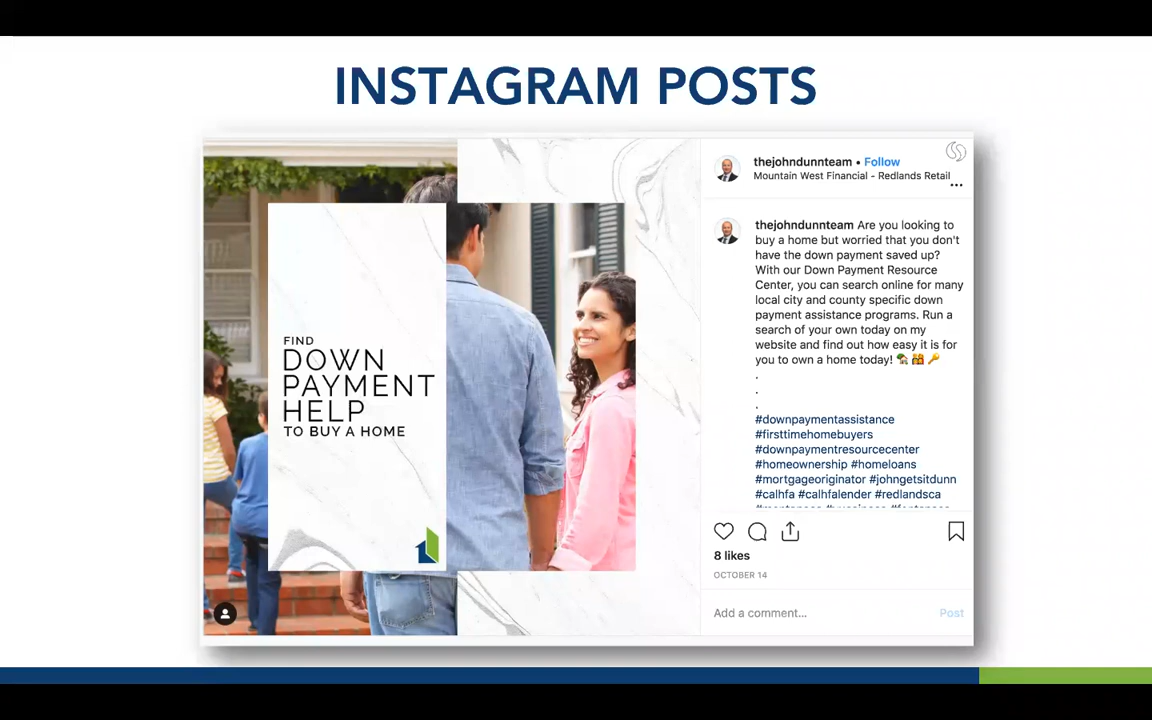 INSTAGRAM POSTS
FIND
DOWN
PAYMENT
HELP
TO BUY A HOME
thejohndunnteam • Follow
Mountain West Financial - Redlands Retail
thejohndunnteam Are you looking to
buy a home but worried that you don't
have the down payment saved up?
With our Down Payment Resource
Center, you can search online for many
local city and county specific down
payment assistance programs. Run a
search of your own today on my
website and find out how easy it is for
you to own a home today! 🏡 👨‍👩‍👧‍👦 🔑
.
.
.
#downpaymentassistance
#firsttimehomebuyers
#downpaymentresourcecenter
#homeownership #homeloans
#mortgageoriginator #johngetsitdunn
#calhfa #calhfalender #redlandsca
8 likes
OCTOBER 14
Add a comment...
Post